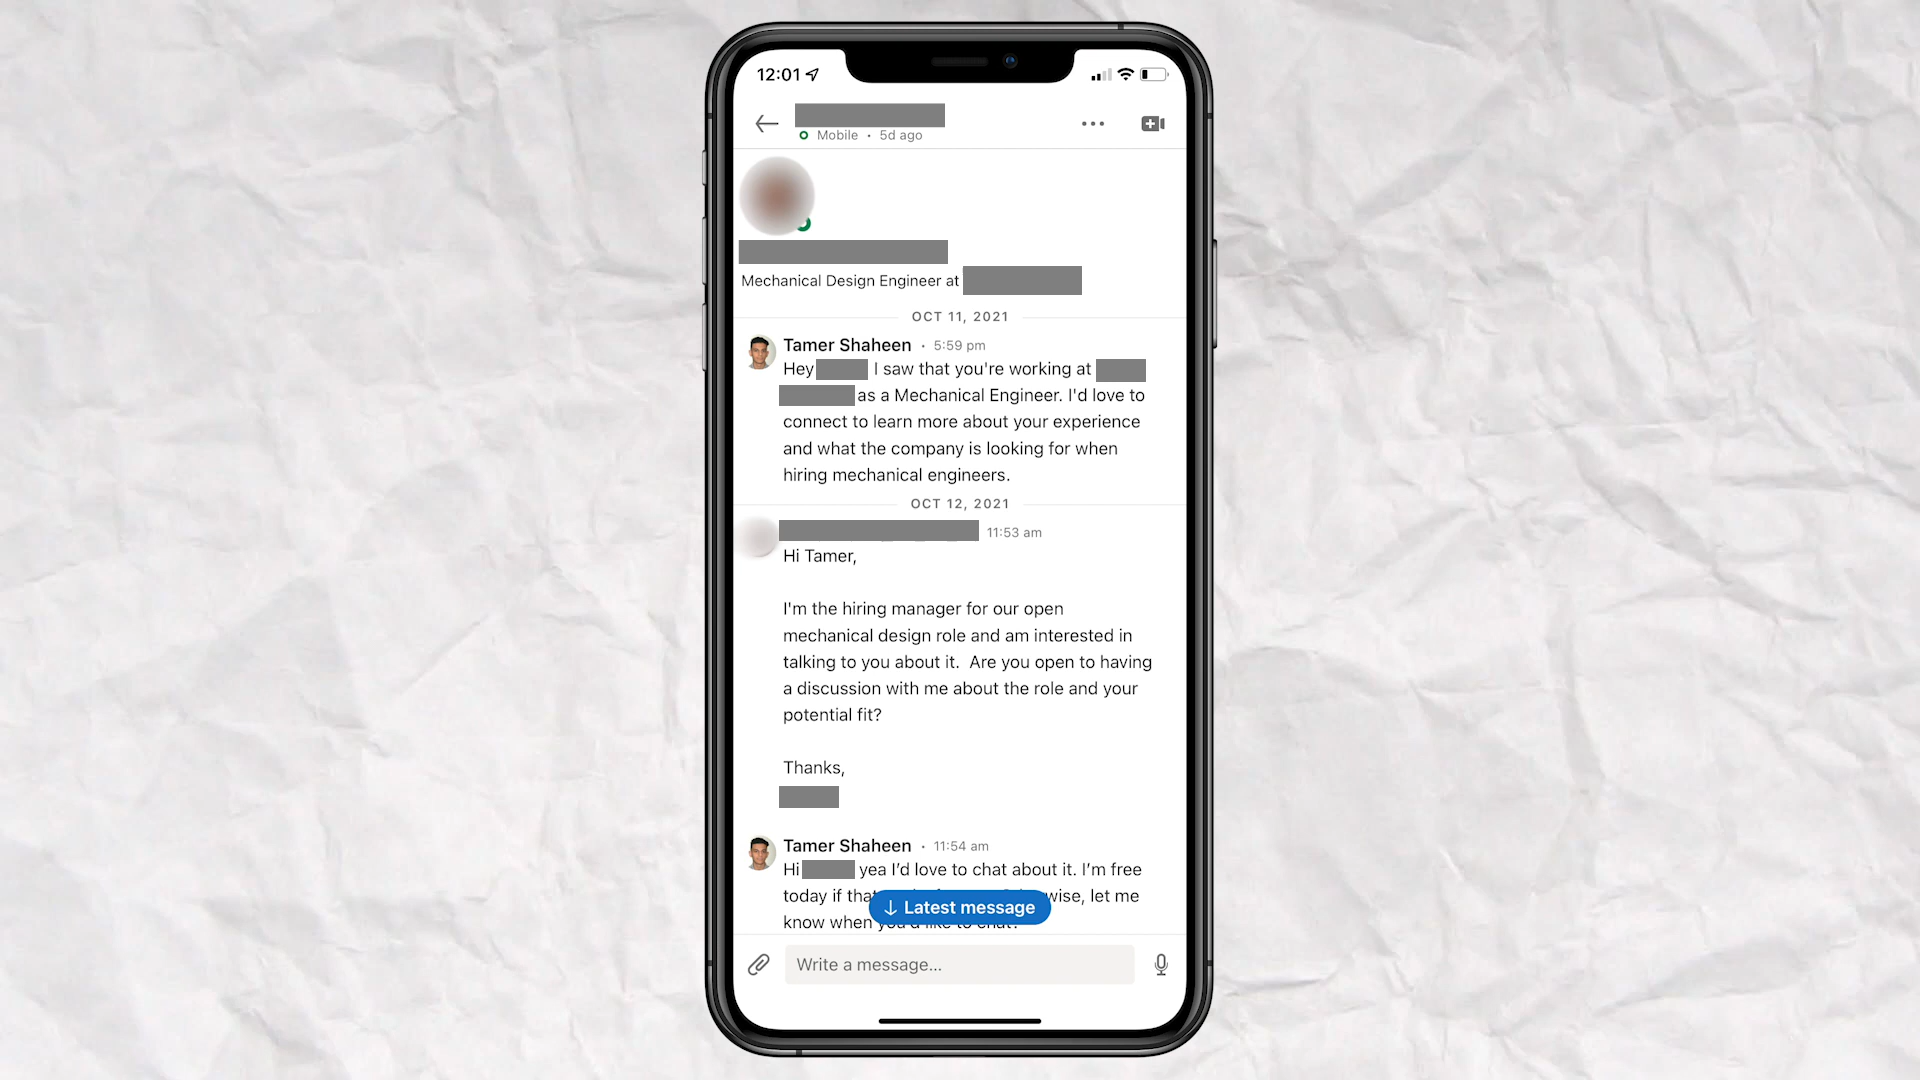 12:01
Mobile • 5d ago
Mechanical Design Engineer at
OCT 11, 2021
Tamer Shaheen • 5:59 pm
Hey I saw that you're working at
as a Mechanical Engineer. I'd love to
connect to learn more about your experience
and what the company is looking for when
hiring mechanical engineers.
OCT 12, 2021
11:53 am
Hi Tamer,
I'm the hiring manager for our open
mechanical design role and am interested in
talking to you about it. Are you open to having
a discussion with me about the role and your
potential fit?
Thanks,
Tamer Shaheen • 11:54 am
Hi yea I’d love to chat about it. I’m free
today if that let me
know when
↓ Latest message
Write a message...